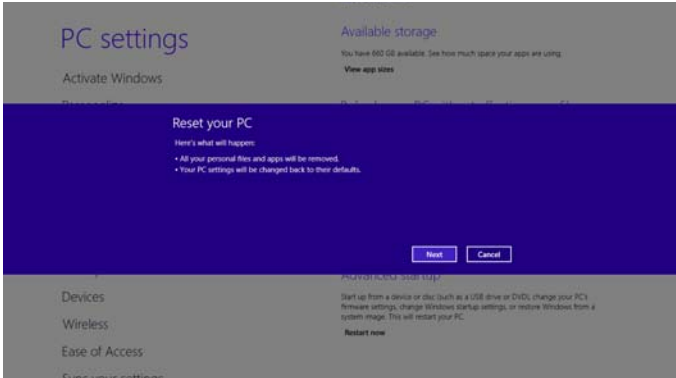 PC settings
Activate Windows
Available storage
You have 660 GB available. See how much space your apps are using.
View app sizes
Reset your PC
Here's what will happen:
• All your personal files and apps will be removed.
• Your PC settings will be changed back to their defaults.
Next
Cancel
Devices
Wireless
Ease of Access
Advanced startup
Start up from a device or disc (such as a USB drive or DVD), change your PC's
firmware settings, change Windows startup settings, or restore Windows from a
system image. This will restart your PC.
Restart now